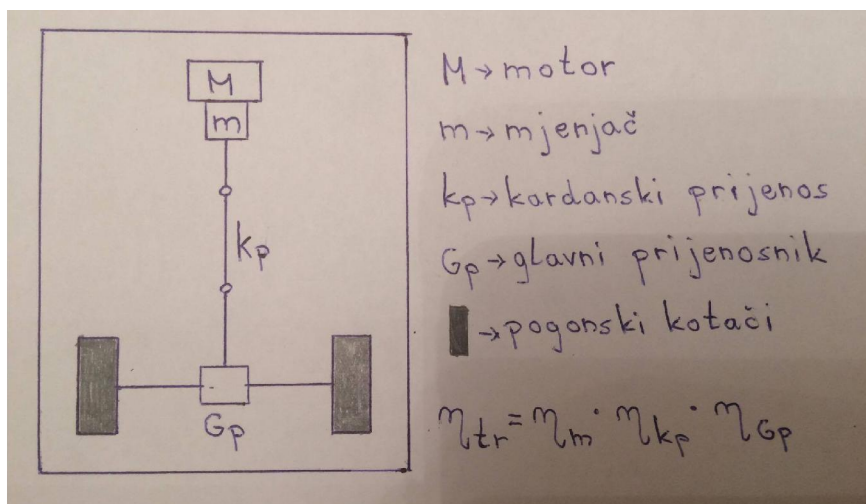 M
m
kp
Gp
M→motor
m→mjenjač
kp→kardanski prijenos
Gp→glavni prijenosnik
→pogonski kotači
ηtr=ηm·ηkp·ηGp